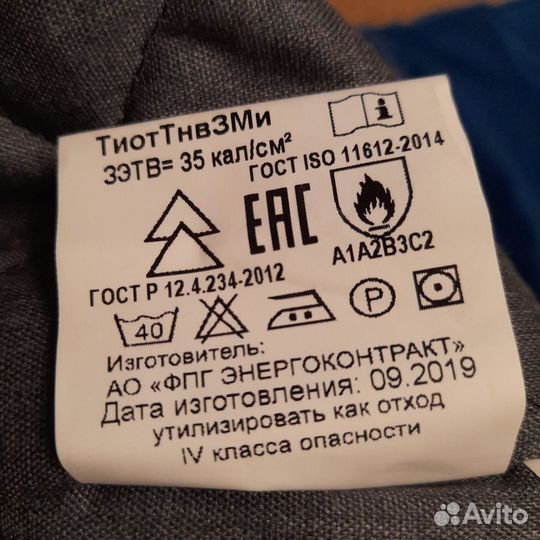 ТиотТнвЗМи
ЗЭТВ= 35 кал/см²
ГОСТ ISO 11612-2014
i
EAC
A1A2B3C2
ГОСТ Р 12.4.234-2012
40
P
Изготовитель:
АО «ФПГ ЭНЕРГОКОНТРАКТ»
Дата изготовления: 09.2019
утилизировать как отход
IV класса опасности
Avito